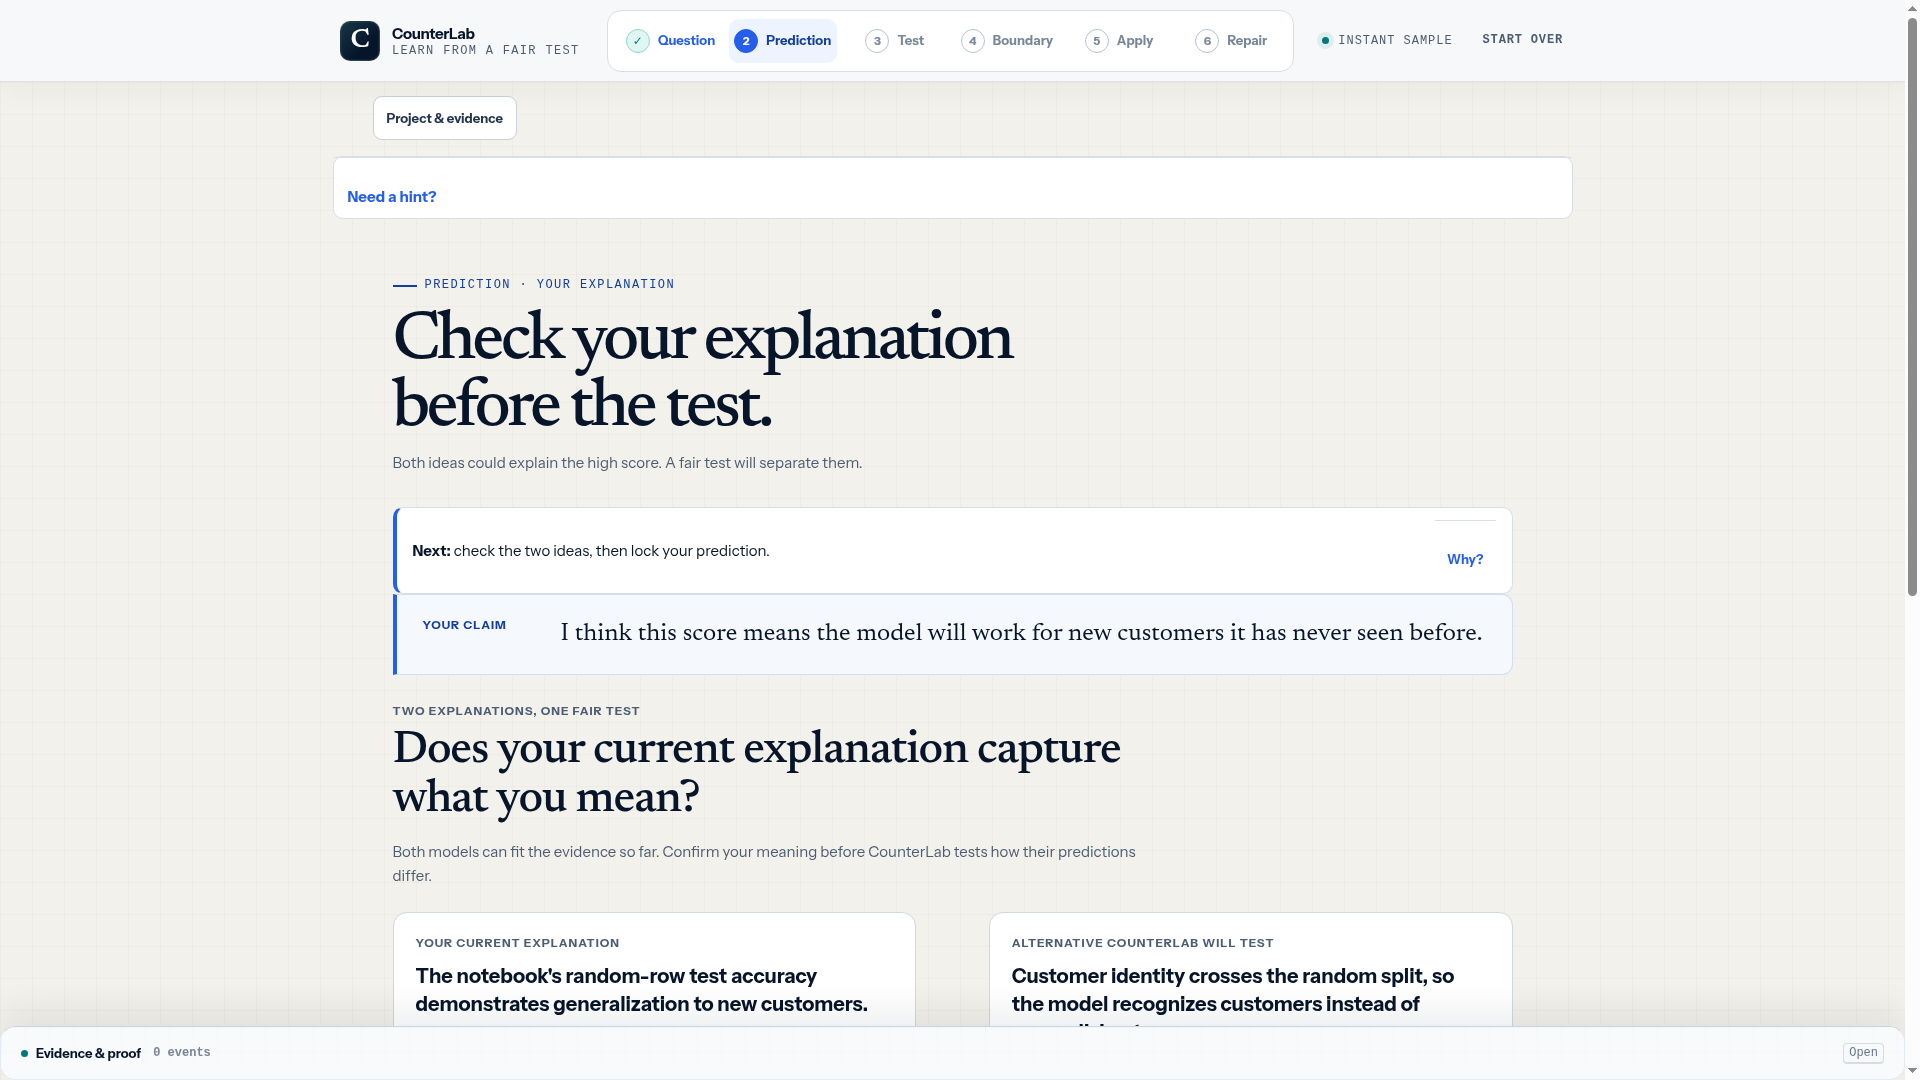 C
CounterLab
LEARN FROM A FAIR TEST
✓ Question
2 Prediction
3 Test
4 Boundary
5 Apply
6 Repair
INSTANT SAMPLE
START OVER
Project & evidence
Need a hint?
PREDICTION · YOUR EXPLANATION
Check your explanation
before the test.
Both ideas could explain the high score. A fair test will separate them.
Next: check the two ideas, then lock your prediction.
Why?
YOUR CLAIM
I think this score means the model will work for new customers it has never seen before.
TWO EXPLANATIONS, ONE FAIR TEST
Does your current explanation capture
what you mean?
Both models can fit the evidence so far. Confirm your meaning before CounterLab tests how their predictions
differ.
YOUR CURRENT EXPLANATION
The notebook's random-row test accuracy
demonstrates generalization to new customers.
ALTERNATIVE COUNTERLAB WILL TEST
Customer identity crosses the random split, so
the model recognizes customers instead of
Evidence & proof
0 events
Open